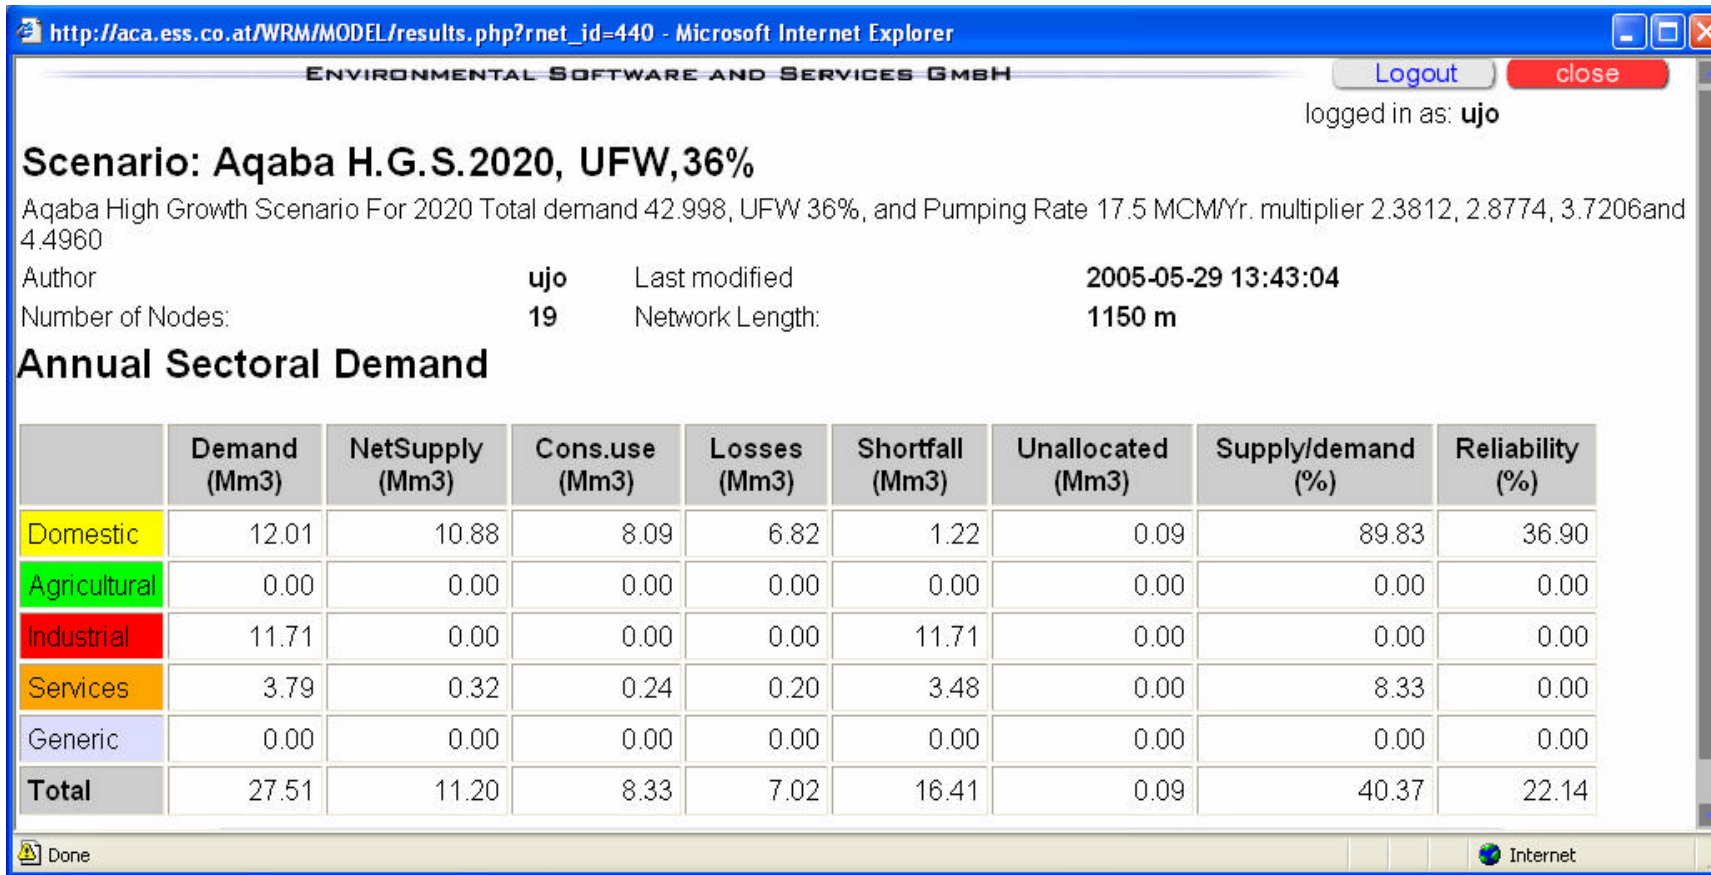 http://aca.ess.co.at/WRM/MODEL/results.php?rnet_id=440 - Microsoft Internet Explorer
ENVIRONMENTAL SOFTWARE AND SERVICES GMBH
Logout close
logged in as: ujo
Scenario: Aqaba H.G.S.2020, UFW,36%
Aqaba High Growth Scenario For 2020 Total demand 42.998, UFW 36%, and Pumping Rate 17.5 MCM/Yr. multiplier 2.3812, 2.8774, 3.7206and
4.4960
Author ujo Last modified 2005-05-29 13:43:04
Number of Nodes: 19 Network Length: 1150 m
Annual Sectoral Demand
Demand NetSupply Cons.use Losses Shortfall Unallocated Supply/demand Reliability
(Mm3) (Mm3) (Mm3) (Mm3) (Mm3) (Mm3) (%) (%)
Domestic 12.01 10.88 8.09 6.82 1.22 0.09 89.83 36.90
Agricultural 0.00 0.00 0.00 0.00 0.00 0.00 0.00 0.00
Industrial 11.71 0.00 0.00 0.00 11.71 0.00 0.00 0.00
Services 3.79 0.32 0.24 0.20 3.48 0.00 8.33 0.00
Generic 0.00 0.00 0.00 0.00 0.00 0.00 0.00 0.00
Total 27.51 11.20 8.33 7.02 16.41 0.09 40.37 22.14
Done Internet